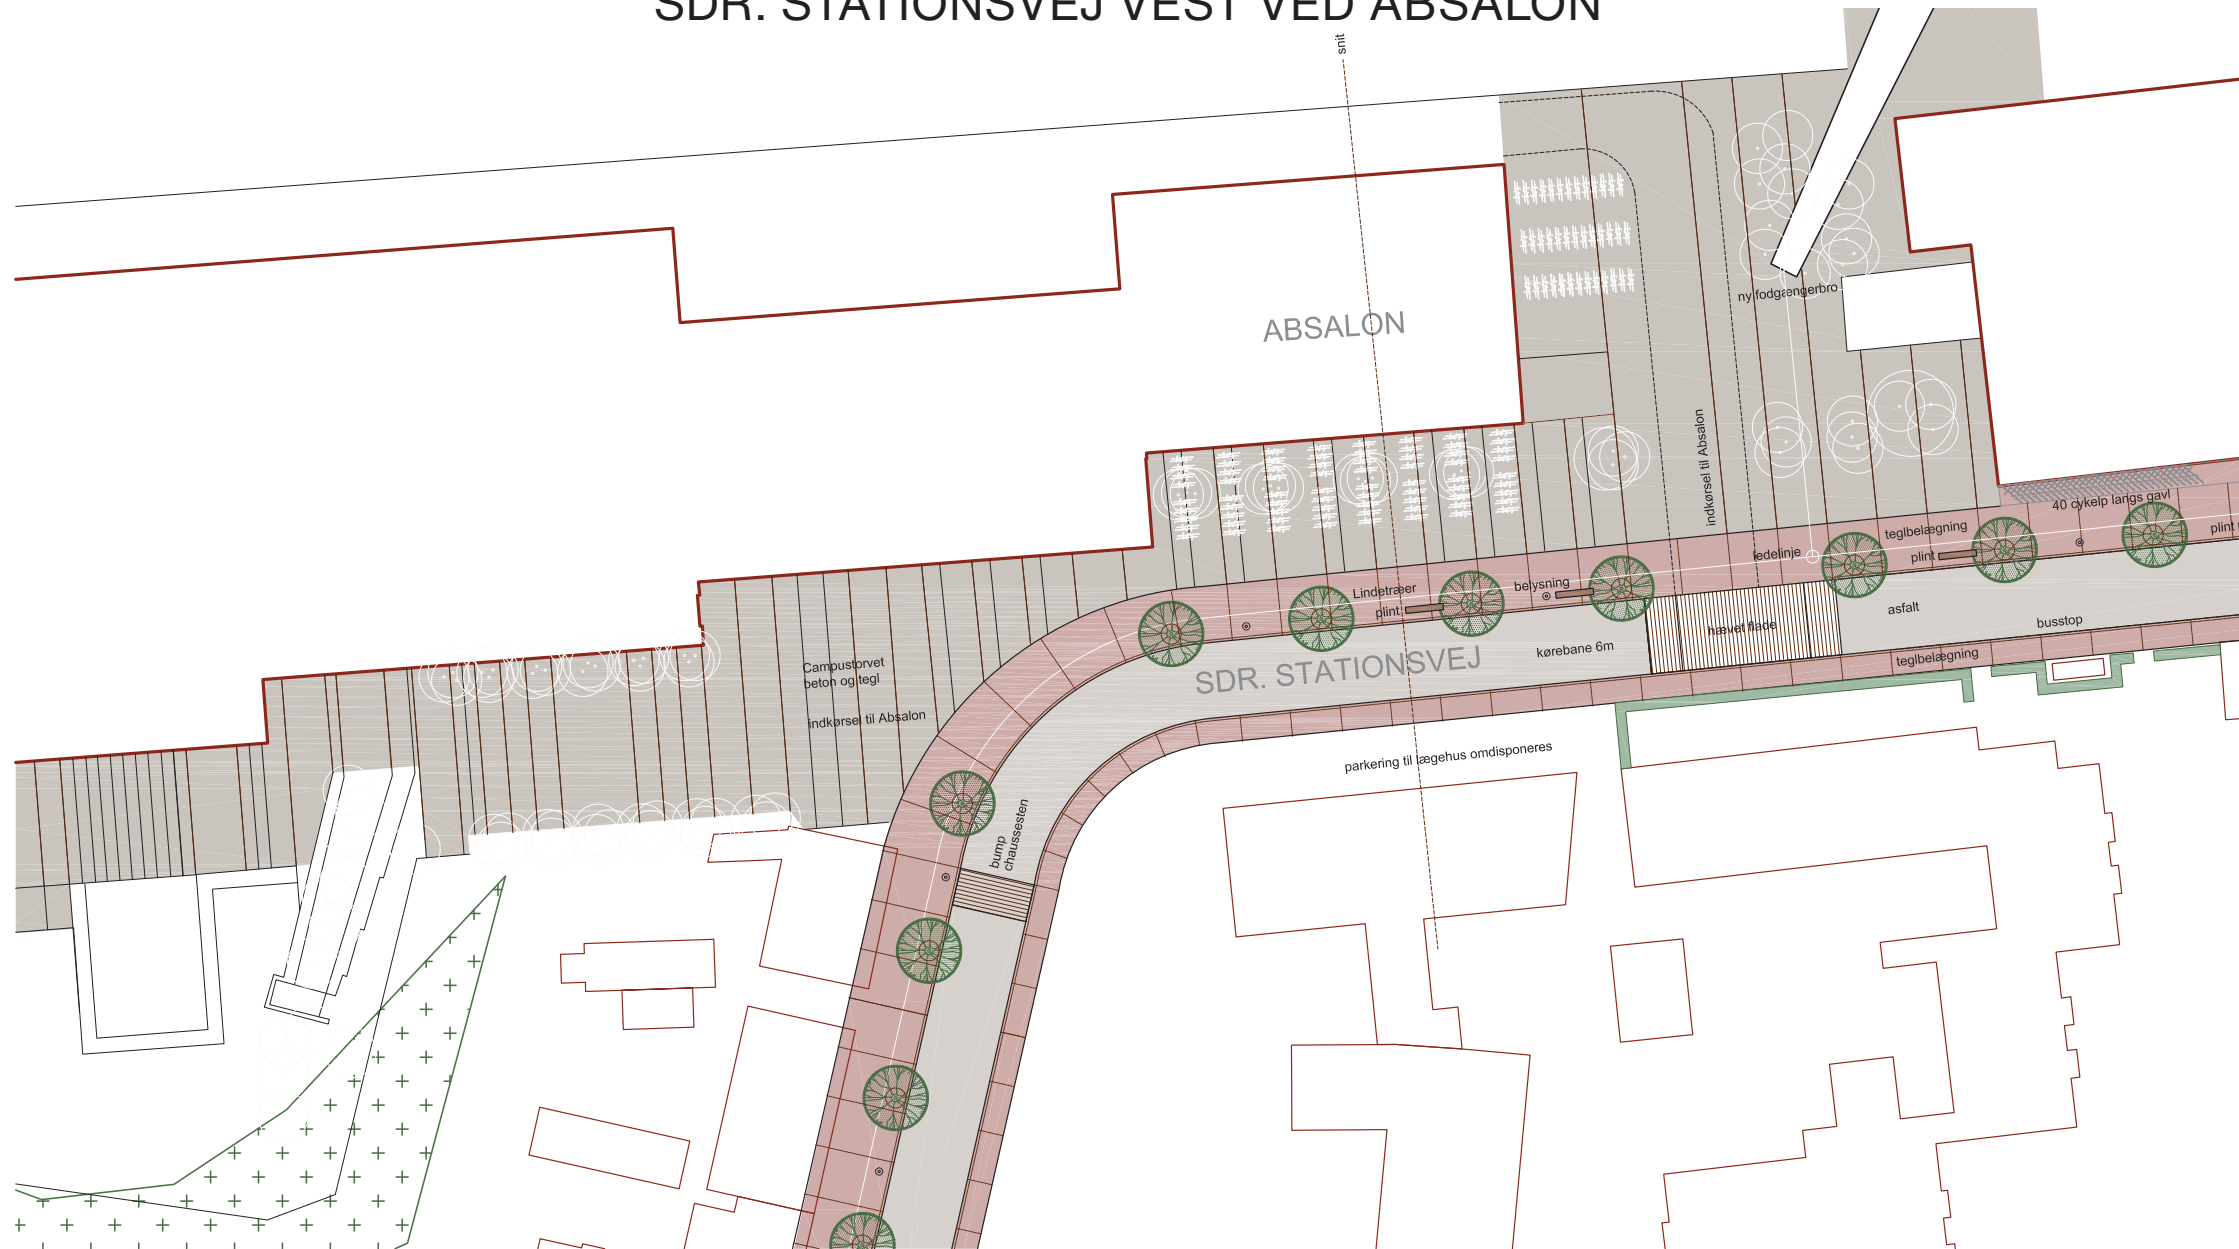 SDR. STATIONSVEJ VEST VED ABSALON
snit
ABSALON
ny fodgængerbro
indkørsel til Absalon
40 cykelp langs gavl
teglbelægning
plint
ledelinje
plint
Lindetræer
belysning
plint
asfalt
hævet flade
busstop
kørebane 6m
teglbelægning
SDR. STATIONSVEJ
Campustorvet
beton og tegl
indkørsel til Absalon
parkering til lægehus omdisponeres
bump
chaussesten